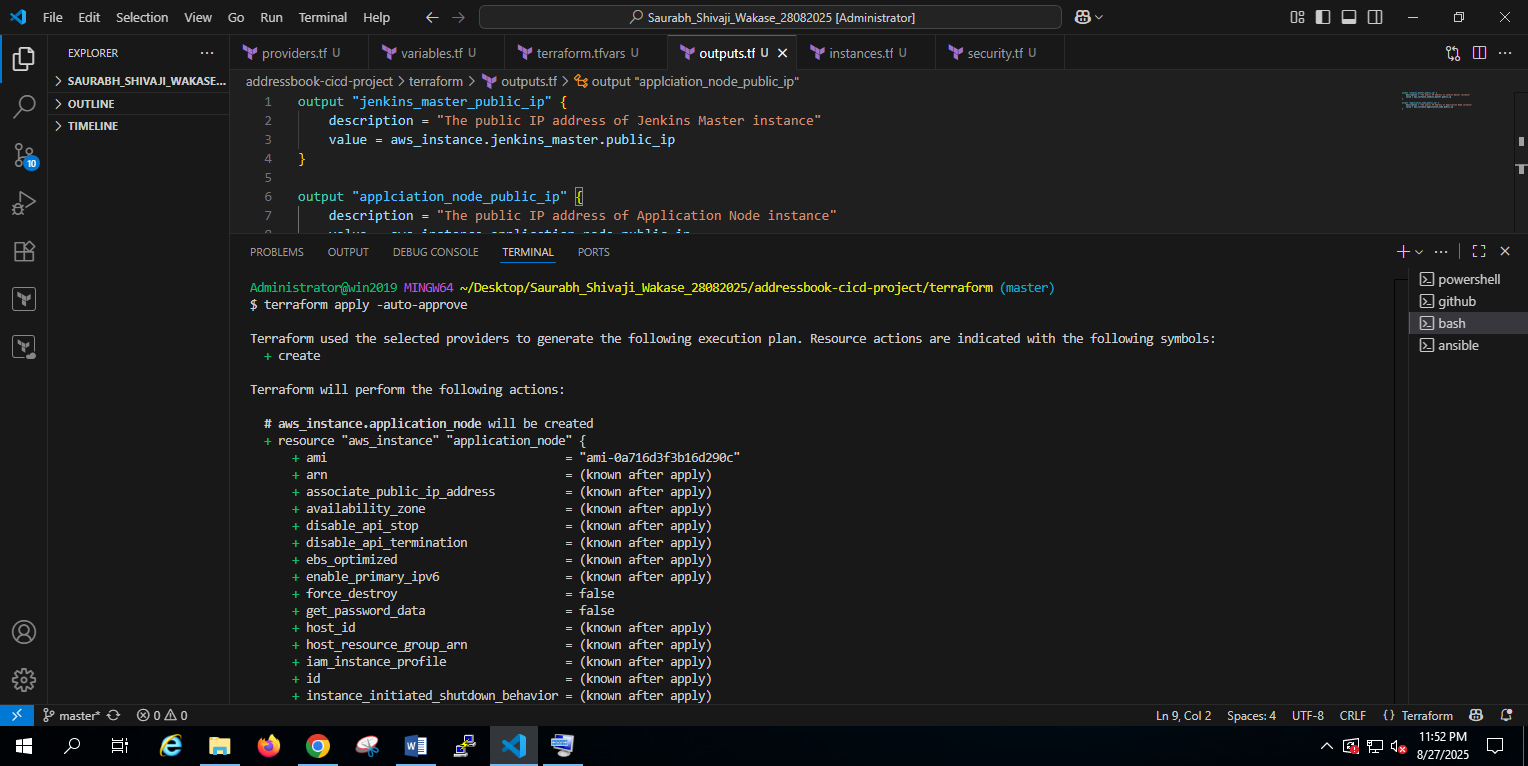 File Edit Selection View Go Run Terminal Help
Saurabh_Shivaji_Wakase_28082025 [Administrator]
EXPLORER
SAURABH_SHIVAJI_WAKASE...
OUTLINE
TIMELINE
10
providers.tf U
variables.tf U
terraform.tfvars U
outputs.tf U
instances.tf U
security.tf U
addressbook-cicd-project > terraform > outputs.tf > output "applciation_node_public_ip"
1 output "jenkins_master_public_ip" {
2 description = "The public IP address of Jenkins Master instance"
3 value = aws_instance.jenkins_master.public_ip
4 }
5
6 output "applciation_node_public_ip" {
7 description = "The public IP address of Application Node instance"
8 value = aws_instance.application_node.public_ip
PROBLEMS OUTPUT DEBUG CONSOLE TERMINAL PORTS
Administrator@win2019 MINGW64 ~/Desktop/Saurabh_Shivaji_Wakase_28082025/addressbook-cicd-project/terraform (master)
$ terraform apply -auto-approve
Terraform used the selected providers to generate the following execution plan. Resource actions are indicated with the following symbols:
+ create
Terraform will perform the following actions:
# aws_instance.application_node will be created
+ resource "aws_instance" "application_node" {
+ ami = "ami-0a716d3f3b16d290c"
+ arn = (known after apply)
+ associate_public_ip_address = (known after apply)
+ availability_zone = (known after apply)
+ disable_api_stop = (known after apply)
+ disable_api_termination = (known after apply)
+ ebs_optimized = (known after apply)
+ enable_primary_ipv6 = (known after apply)
+ force_destroy = false
+ get_password_data = false
+ host_id = (known after apply)
+ host_resource_group_arn = (known after apply)
+ iam_instance_profile = (known after apply)
+ id = (known after apply)
+ instance_initiated_shutdown_behavior = (known after apply)
powershell
github
bash
ansible
master* 0 0
Ln 9, Col 2 Spaces: 4 UTF-8 CRLF {} Terraform
11:52 PM
8/27/2025